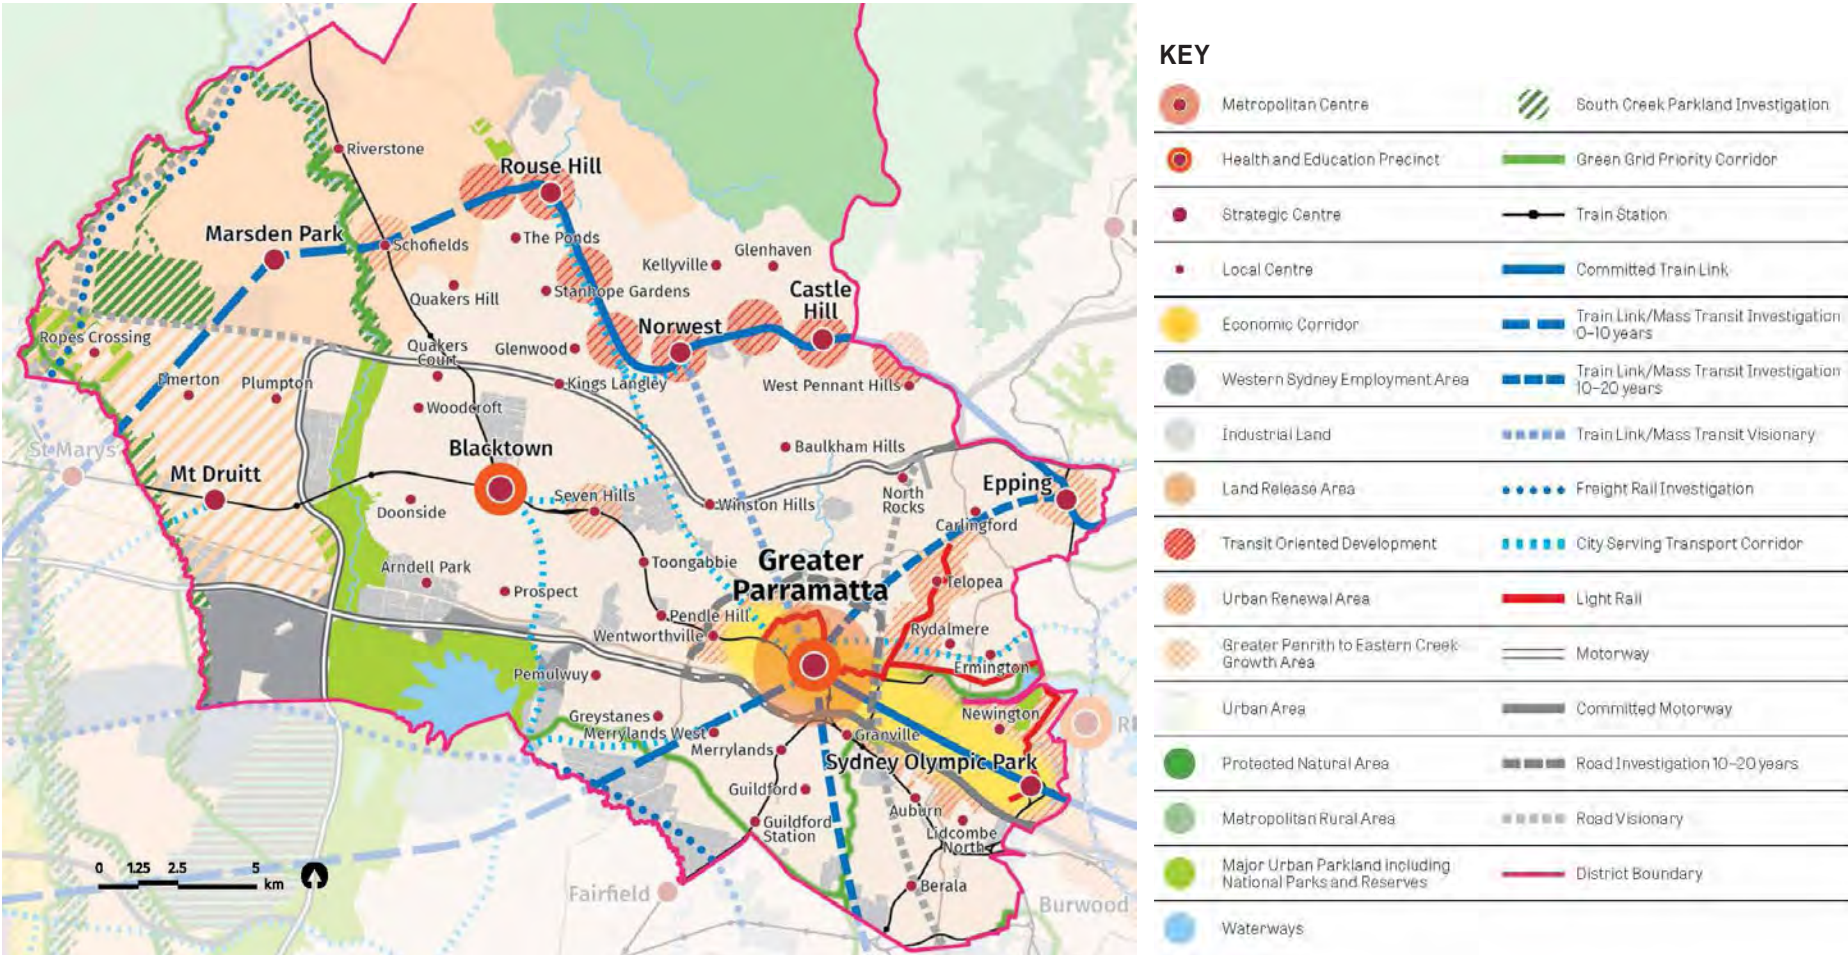 Riverstone
Rouse Hill
Marsden Park
Schofields
The Ponds
Kellyville
Glenhaven
Quakers Hill
Stanhope Gardens
Castle
Hill
Norwest
Ropes Crossing
Quakers
Court
Glenwood
Emerton
Plumpton
Kings Langley
West Pennant Hills
Woodcroft
St Marys
Blacktown
Baulkham Hills
Mt Druitt
Seven Hills
Epping
Doonside
Winston Hills
North
Rocks
Carlingford
Greater
Parramatta
Toongabbie
Arndell Park
Prospect
Telopea
Pendle Hill
Wentworthville
Rydalmere
Ermington
Pemulwuy
Greystanes
Merrylands West
Merrylands
Newington
Granville
Sydney Olympic Park
Guildford
Auburn
Guildford
Station
Lidcombe
North
Berala
Fairfield
Burwood
0 1.25 2.5 5
km
KEY
Metropolitan Centre
Health and Education Precinct
Strategic Centre
Local Centre
Economic Corridor
Western Sydney Employment Area
Industrial Land
Land Release Area
Transit Oriented Development
Urban Renewal Area
Greater Penrith to Eastern Creek
Growth Area
Urban Area
Protected Natural Area
Metropolitan Rural Area
Major Urban Parkland including
National Parks and Reserves
Waterways
South Creek Parkland Investigation
Green Grid Priority Corridor
Train Station
Committed Train Link
Train Link/Mass Transit Investigation
0–10 years
Train Link/Mass Transit Investigation
10–20 years
Train Link/Mass Transit Visionary
Freight Rail Investigation
City Serving Transport Corridor
Light Rail
Motorway
Committed Motorway
Road Investigation 10–20 years
Road Visionary
District Boundary